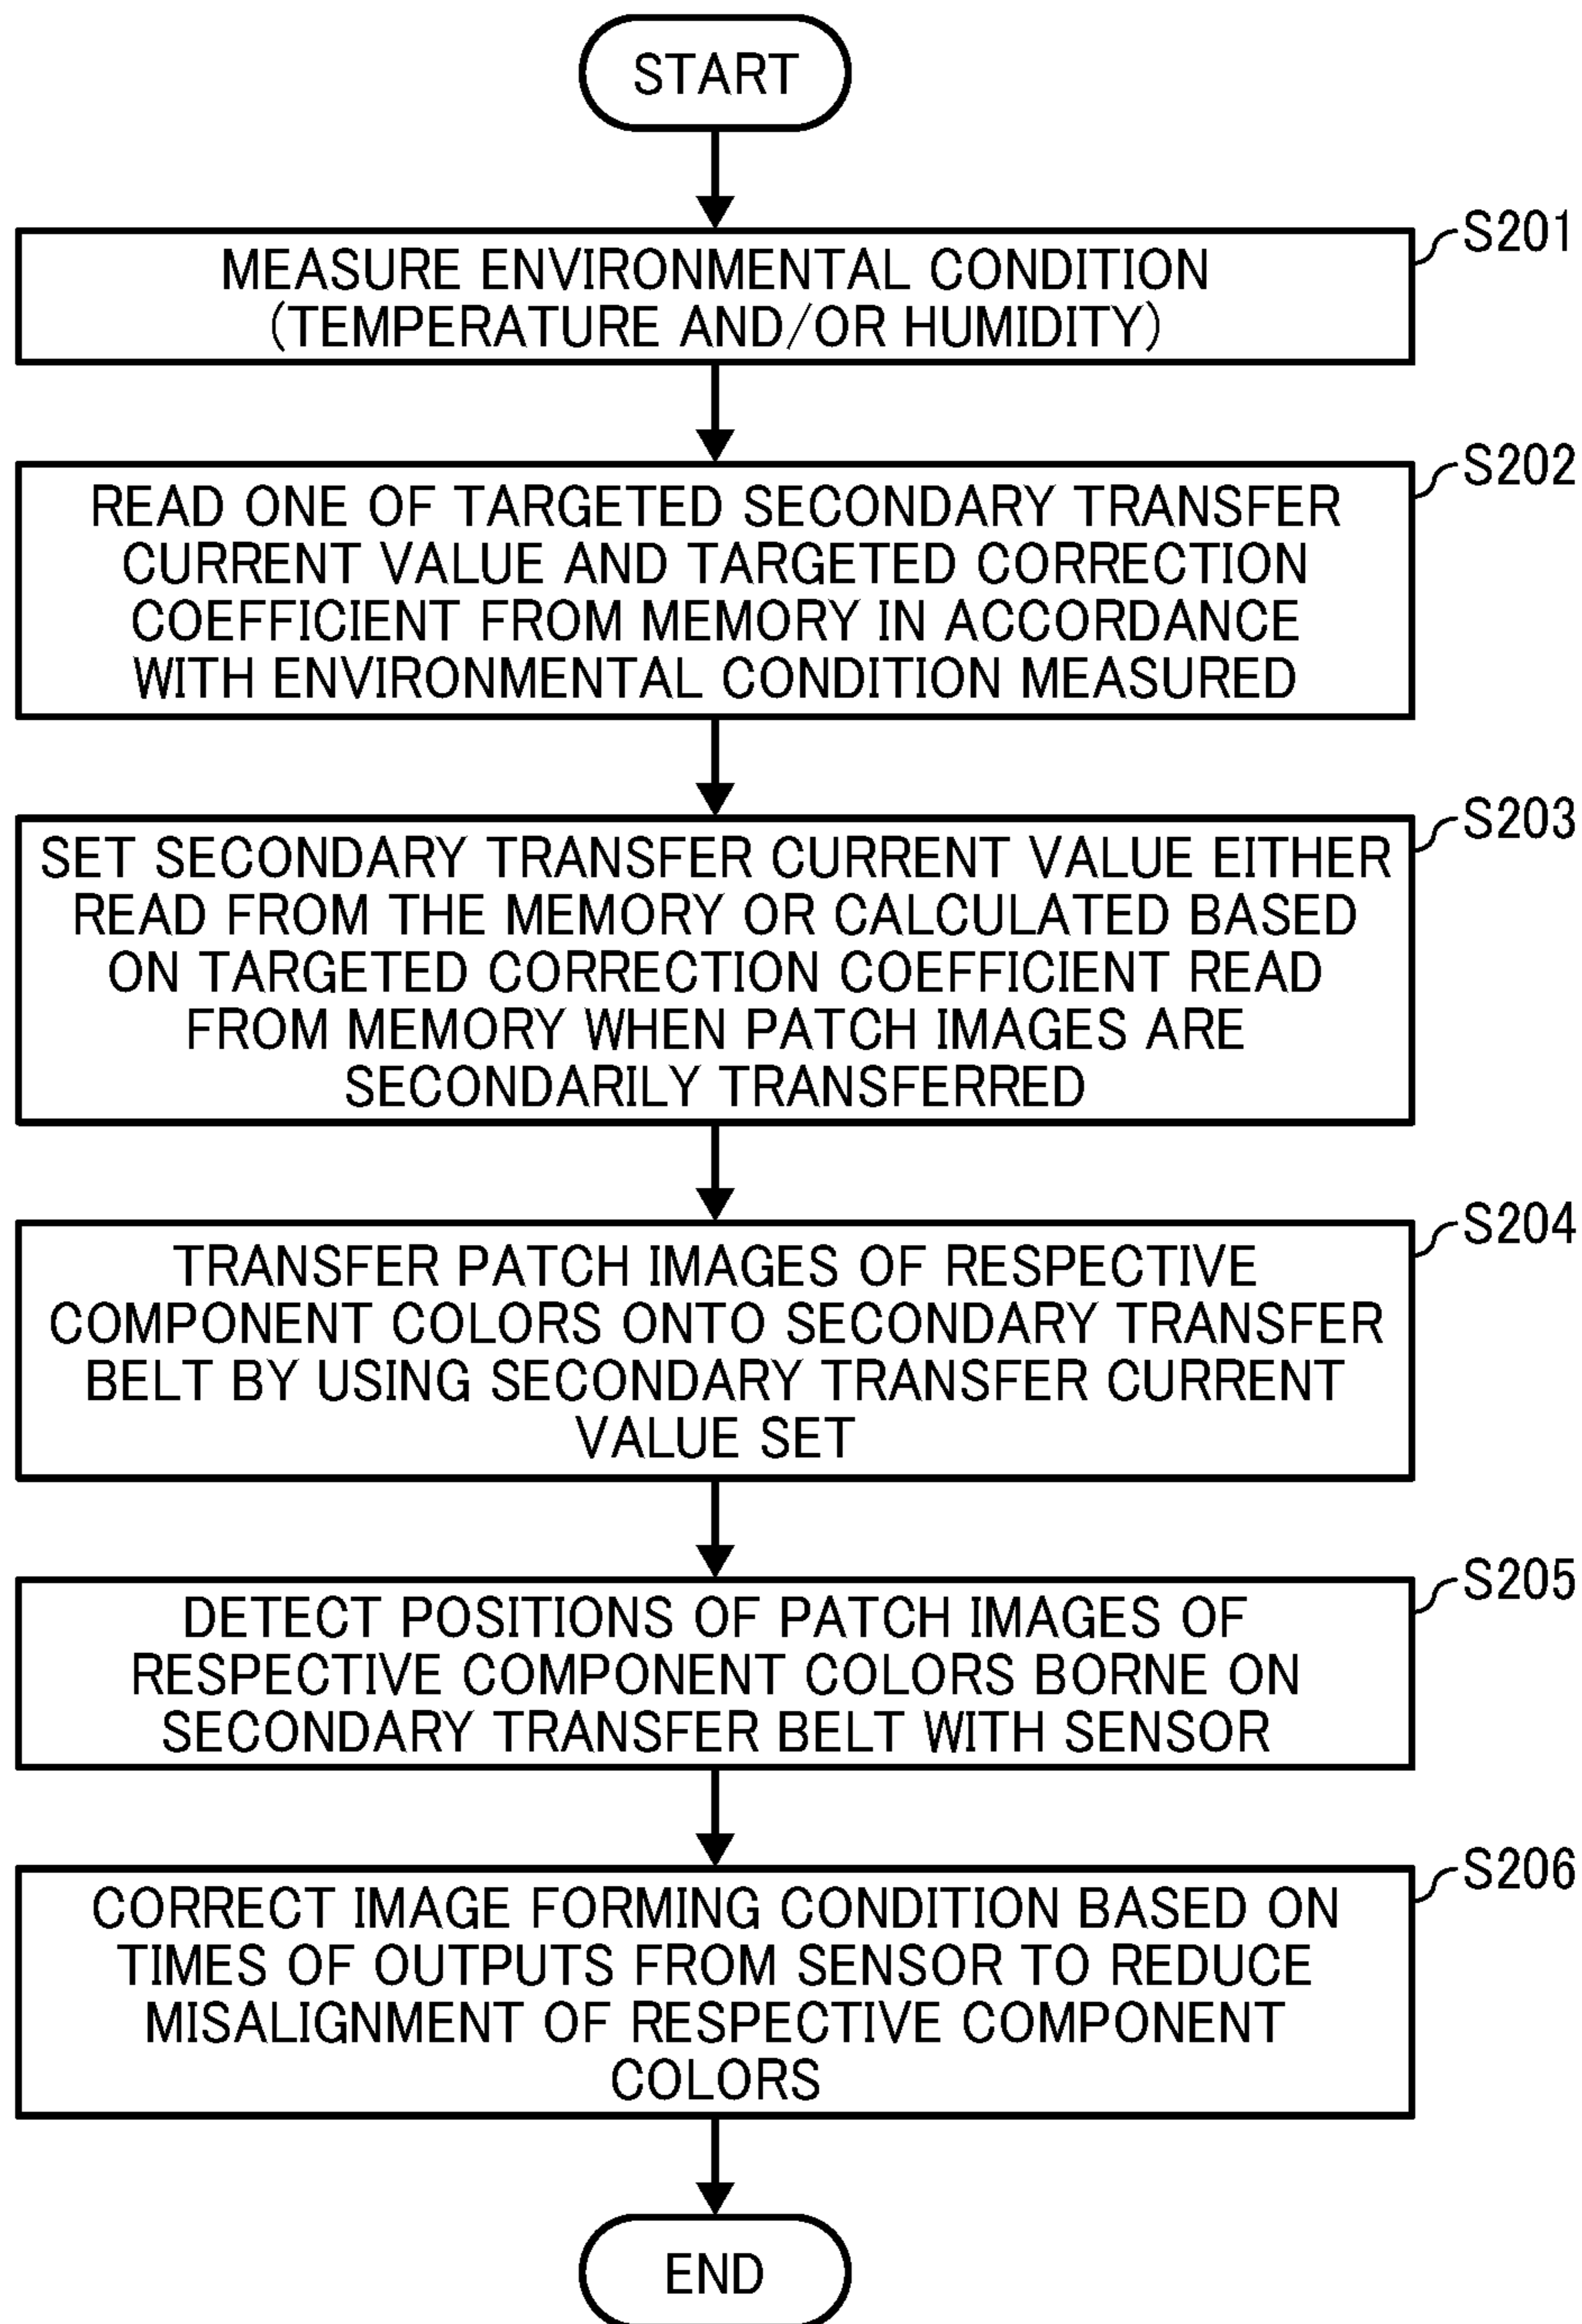 START
S201
MEASURE ENVIRONMENTAL CONDITION
(TEMPERATURE AND/OR HUMIDITY)
S202
READ ONE OF TARGETED SECONDARY TRANSFER
CURRENT VALUE AND TARGETED CORRECTION
COEFFICIENT FROM MEMORY IN ACCORDANCE
WITH ENVIRONMENTAL CONDITION MEASURED
S203
SET SECONDARY TRANSFER CURRENT VALUE EITHER
READ FROM THE MEMORY OR CALCULATED BASED
ON TARGETED CORRECTION COEFFICIENT READ
FROM MEMORY WHEN PATCH IMAGES ARE
SECONDARILY TRANSFERRED
S204
TRANSFER PATCH IMAGES OF RESPECTIVE
COMPONENT COLORS ONTO SECONDARY TRANSFER
BELT BY USING SECONDARY TRANSFER CURRENT
VALUE SET
S205
DETECT POSITIONS OF PATCH IMAGES OF
RESPECTIVE COMPONENT COLORS BORNE ON
SECONDARY TRANSFER BELT WITH SENSOR
S206
CORRECT IMAGE FORMING CONDITION BASED ON
TIMES OF OUTPUTS FROM SENSOR TO REDUCE
MISALIGNMENT OF RESPECTIVE COMPONENT
COLORS
END